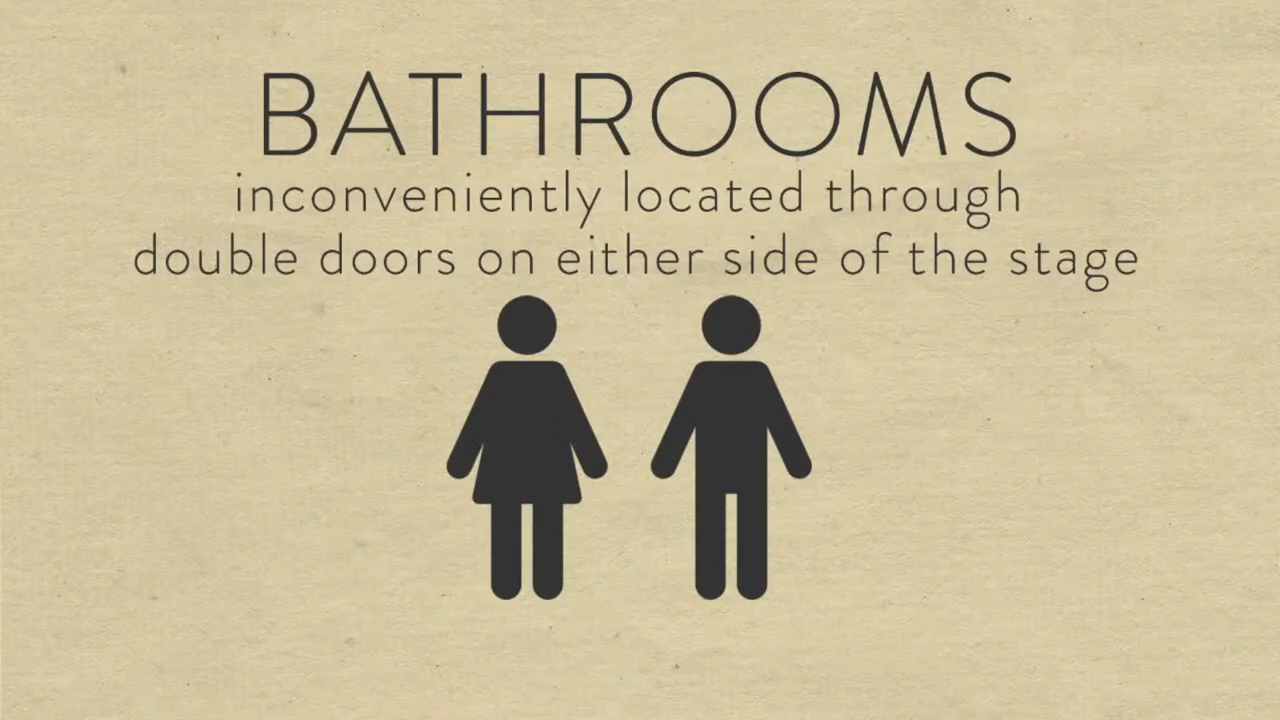 BATHROOMS
inconveniently located through
double doors on either side of the stage